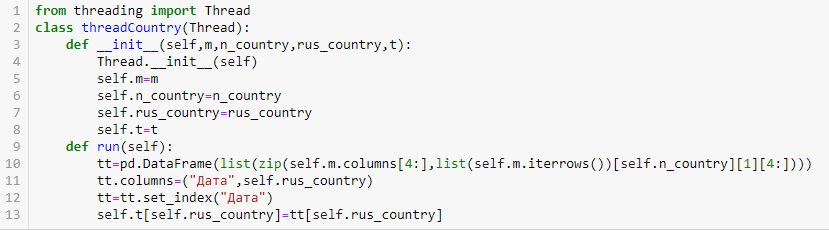 1 from threading import Thread
2 class threadCountry(Thread):
3     def __init__(self,m,n_country,rus_country,t):
4         Thread.__init__(self)
5         self.m=m
6         self.n_country=n_country
7         self.rus_country=rus_country
8         self.t=t
9     def run(self):
10         tt=pd.DataFrame(list(zip(self.m.columns[4:],list(self.m.iterrows())[self.n_country][1][4:])))
11         tt.columns=("Дата",self.rus_country)
12         tt=tt.set_index("Дата")
13         self.t[self.rus_country]=tt[self.rus_country]